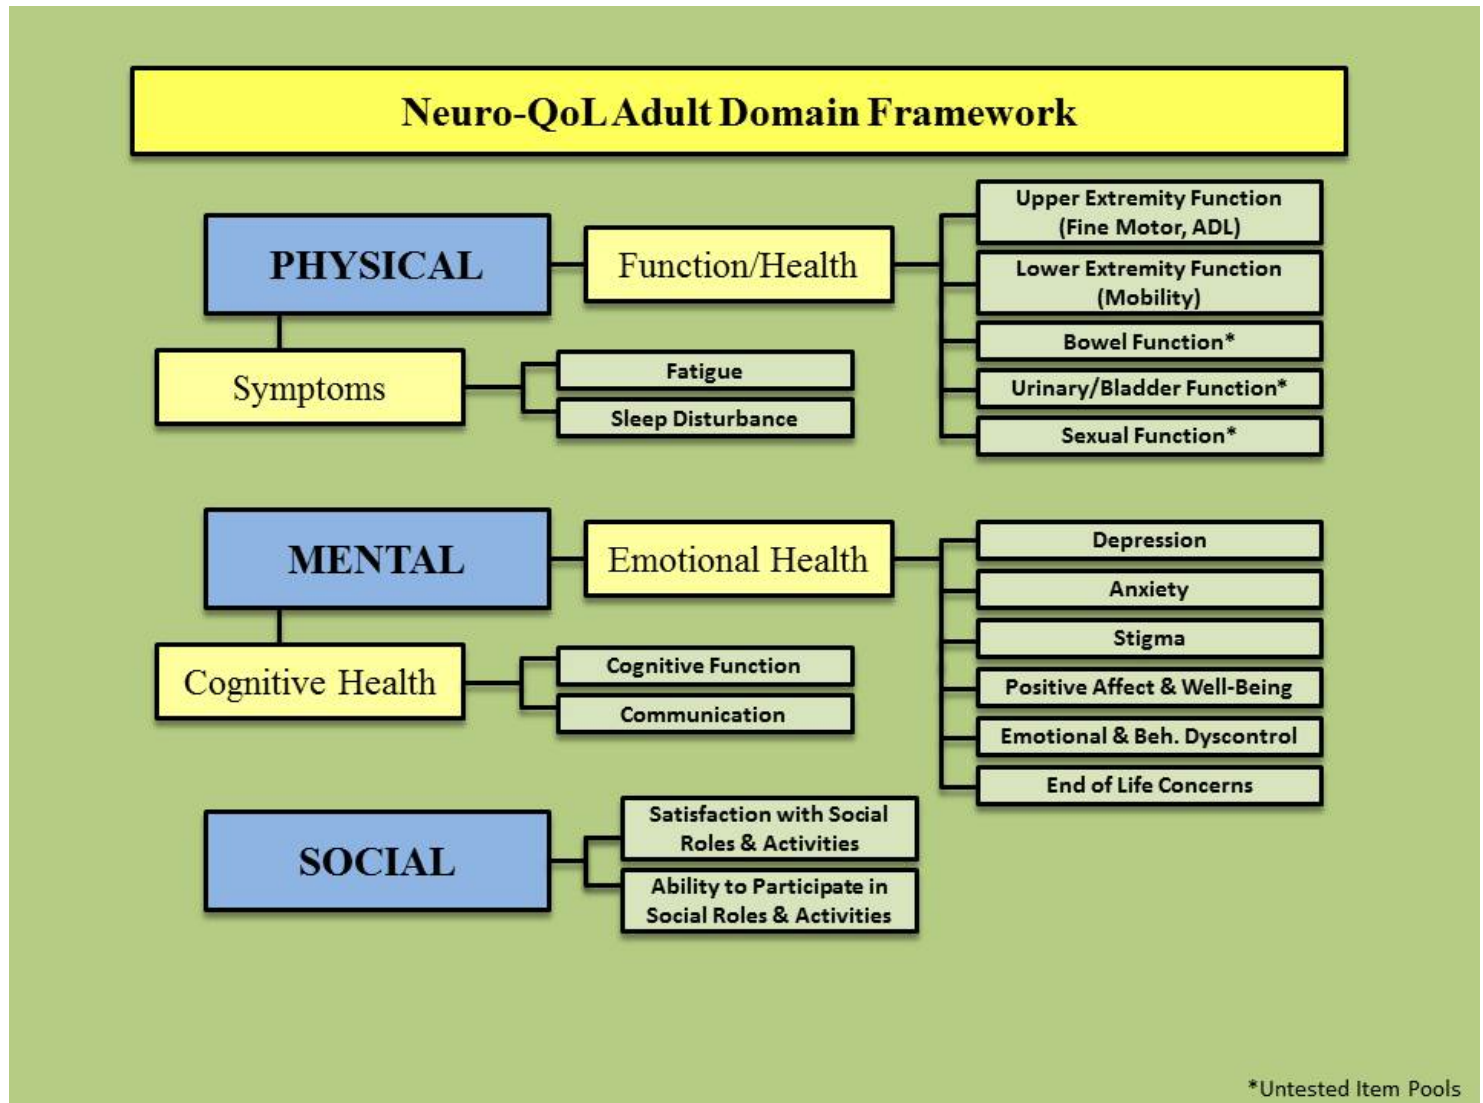 Neuro-QoL Adult Domain Framework
PHYSICAL
Function/Health
Upper Extremity Function
(Fine Motor, ADL)
Lower Extremity Function
(Mobility)
Bowel Function*
Urinary/Bladder Function*
Sexual Function*
Symptoms
Fatigue
Sleep Disturbance
MENTAL
Emotional Health
Depression
Anxiety
Stigma
Positive Affect & Well-Being
Emotional & Beh. Dyscontrol
End of Life Concerns
Cognitive Health
Cognitive Function
Communication
SOCIAL
Satisfaction with Social
Roles & Activities
Ability to Participate in
Social Roles & Activities
*Untested Item Pools